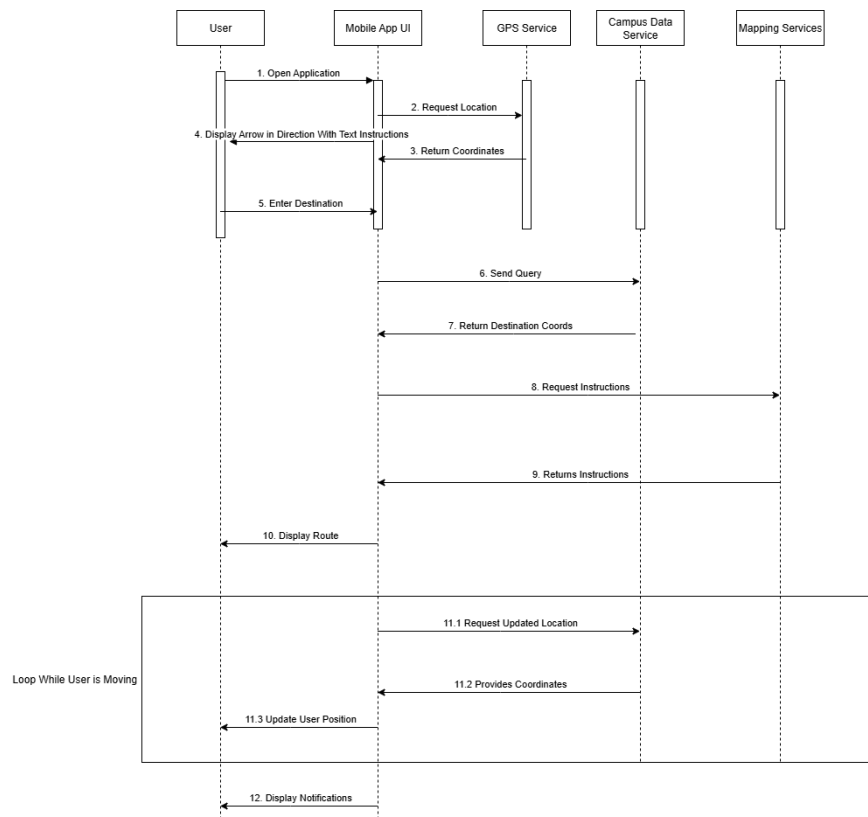 User
Mobile App UI
GPS Service
Campus Data
Service
Mapping Services
1. Open Application
2. Request Location
4. Display Arrow in Direction With Text Instructions
3. Return Coordinates
5. Enter Destination
6. Send Query
7. Return Destination Coords
8. Request Instructions
9. Returns Instructions
10. Display Route
11.1 Request Updated Location
Loop While User is Moving
11.2 Provides Coordinates
11.3 Update User Position
12. Display Notifications